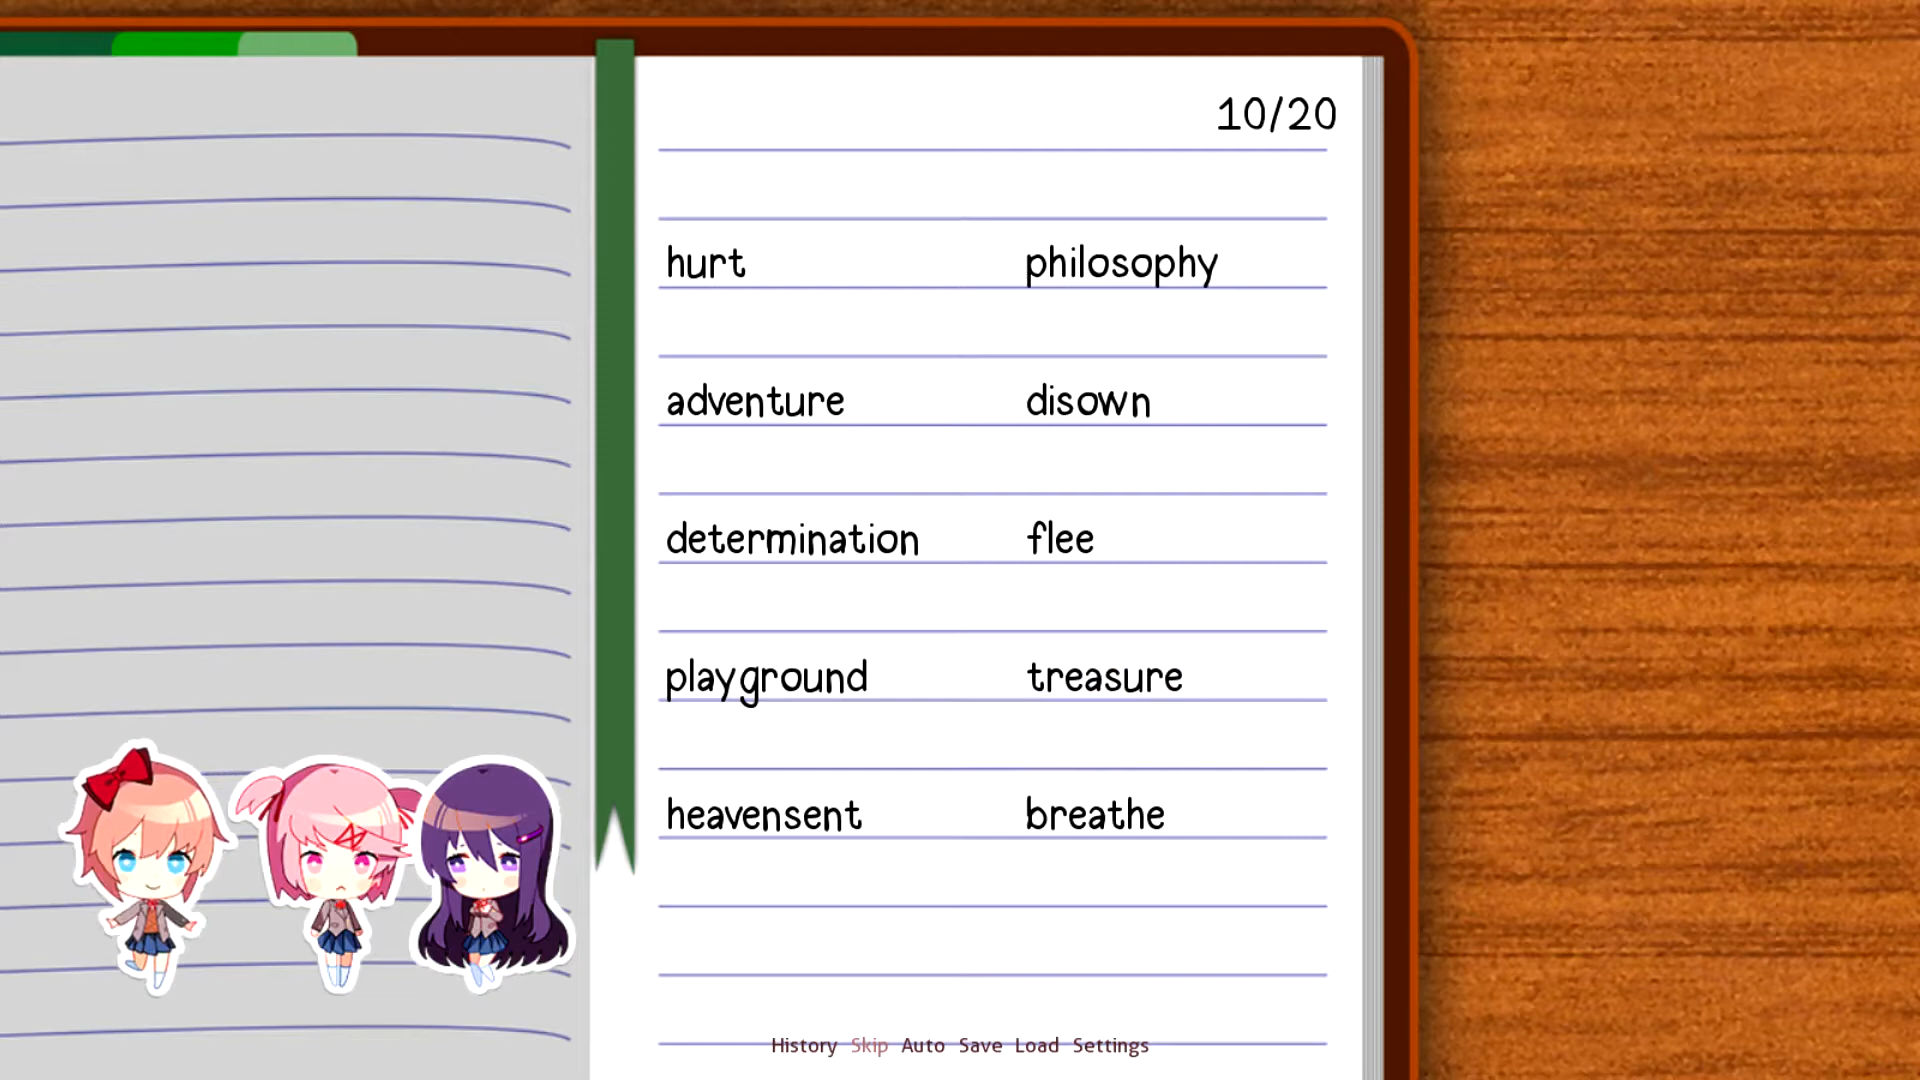 10/20
hurt philosophy
adventure disown
determination flee
playground treasure
heavensent breathe
History Skip Auto Save Load Settings